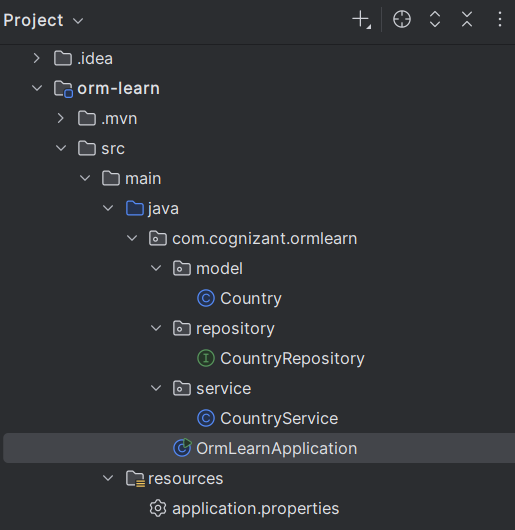 Project
.idea
orm-learn
.mvn
src
main
java
com.cognizant.ormlearn
model
Country
repository
CountryRepository
service
CountryService
OrmLearnApplication
resources
application.properties